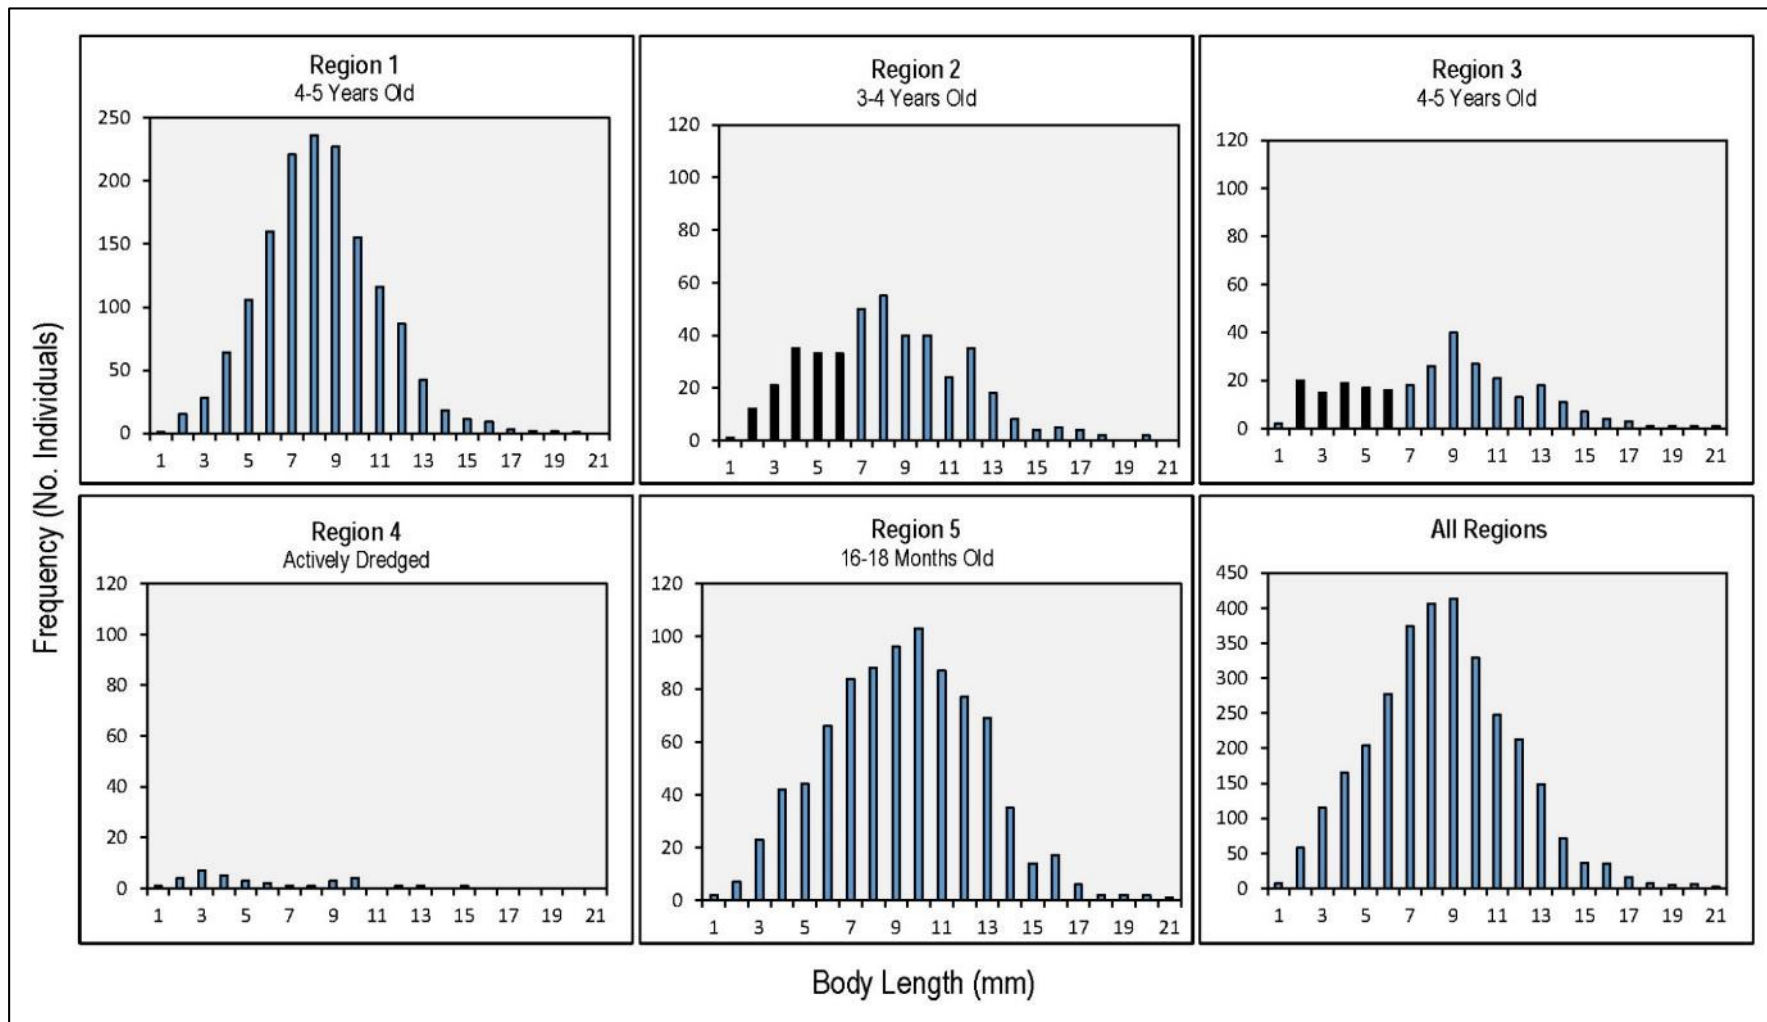 Frequency (No. Individuals)
Region 1
4-5 Years Old
250
200
150
100
50
0
1 3 5 7 9 11 13 15 17 19 21
Region 2
3-4 Years Old
120
100
80
60
40
20
0
1 3 5 7 9 11 13 15 17 19 21
Region 3
4-5 Years Old
120
100
80
60
40
20
0
1 3 5 7 9 11 13 15 17 19 21
Region 4
Actively Dredged
120
100
80
60
40
20
0
1 3 5 7 9 11 13 15 17 19 21
Region 5
16-18 Months Old
120
100
80
60
40
20
0
1 3 5 7 9 11 13 15 17 19 21
All Regions
450
400
350
300
250
200
150
100
50
0
1 3 5 7 9 11 13 15 17 19 21
Body Length (mm)